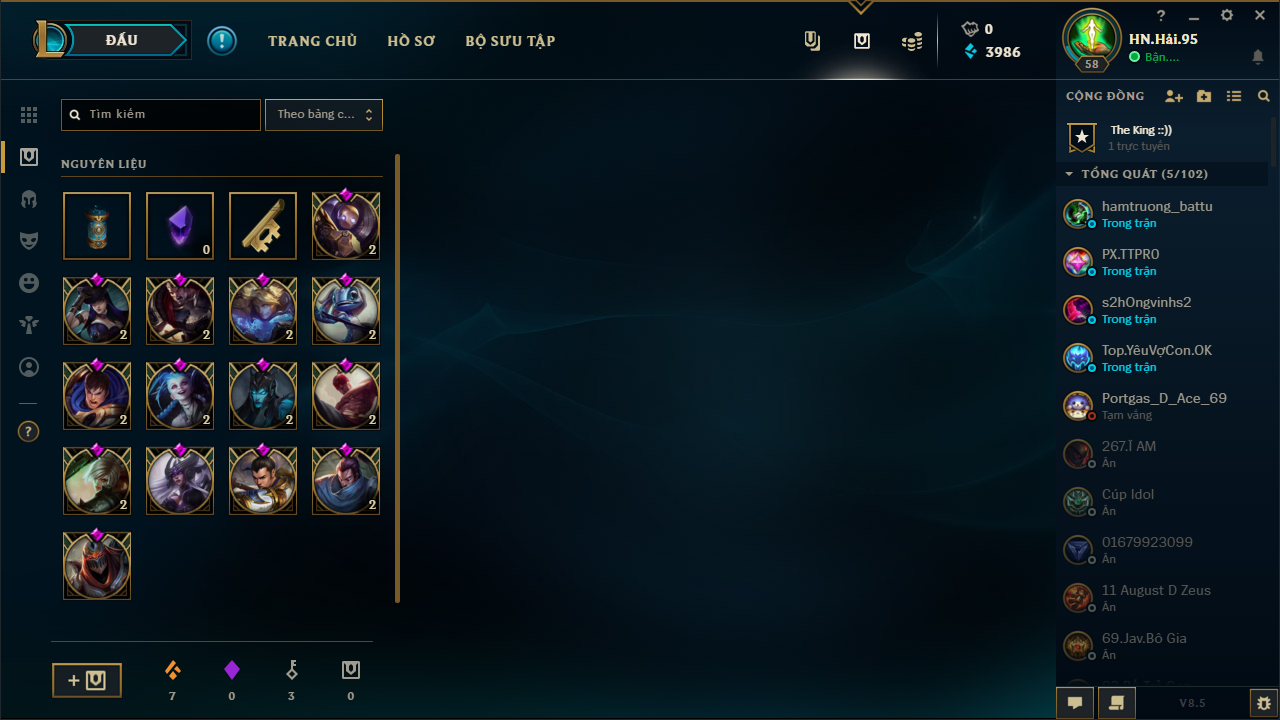 ĐẤU
TRANG CHỦ
HỒ SƠ
BỘ SƯU TẬP
0
3986
?
58
HN.Hải.95
Bận....
Tìm kiếm
Theo bảng c...
CỘNG ĐỒNG
The King ::))
1 trực tuyến
TỔNG QUÁT (5/102)
NGUYÊN LIỆU
0
2
2
2
2
2
2
2
2
2
2
2
?
hamtruong_battu
Trong trận
PX.TTPR0
Trong trận
s2hOngvinhs2
Trong trận
Top.YêuVợCon.OK
Trong trận
Portgas_D_Ace_69
Tạm vắng
267.Ĩ AM
Ẩn
Cúp Idol
Ẩn
01679923099
Ẩn
11 August D Zeus
Ẩn
69.Jav.Bô Gia
Ẩn
+
7
0
3
0
V8.5